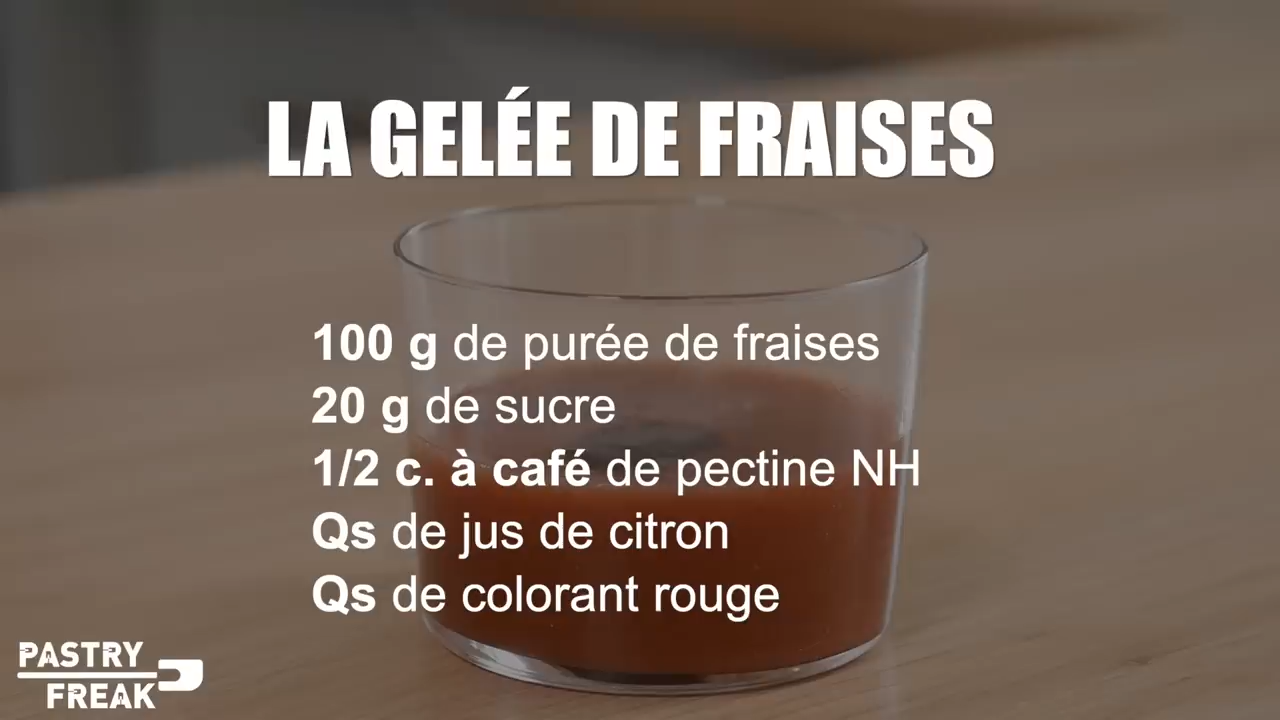 LA GELÉE DE FRAISES
100 g de purée de fraises
20 g de sucre
1/2 c. à café de pectine NH
Qs de jus de citron
Qs de colorant rouge
PASTRY
FREAK